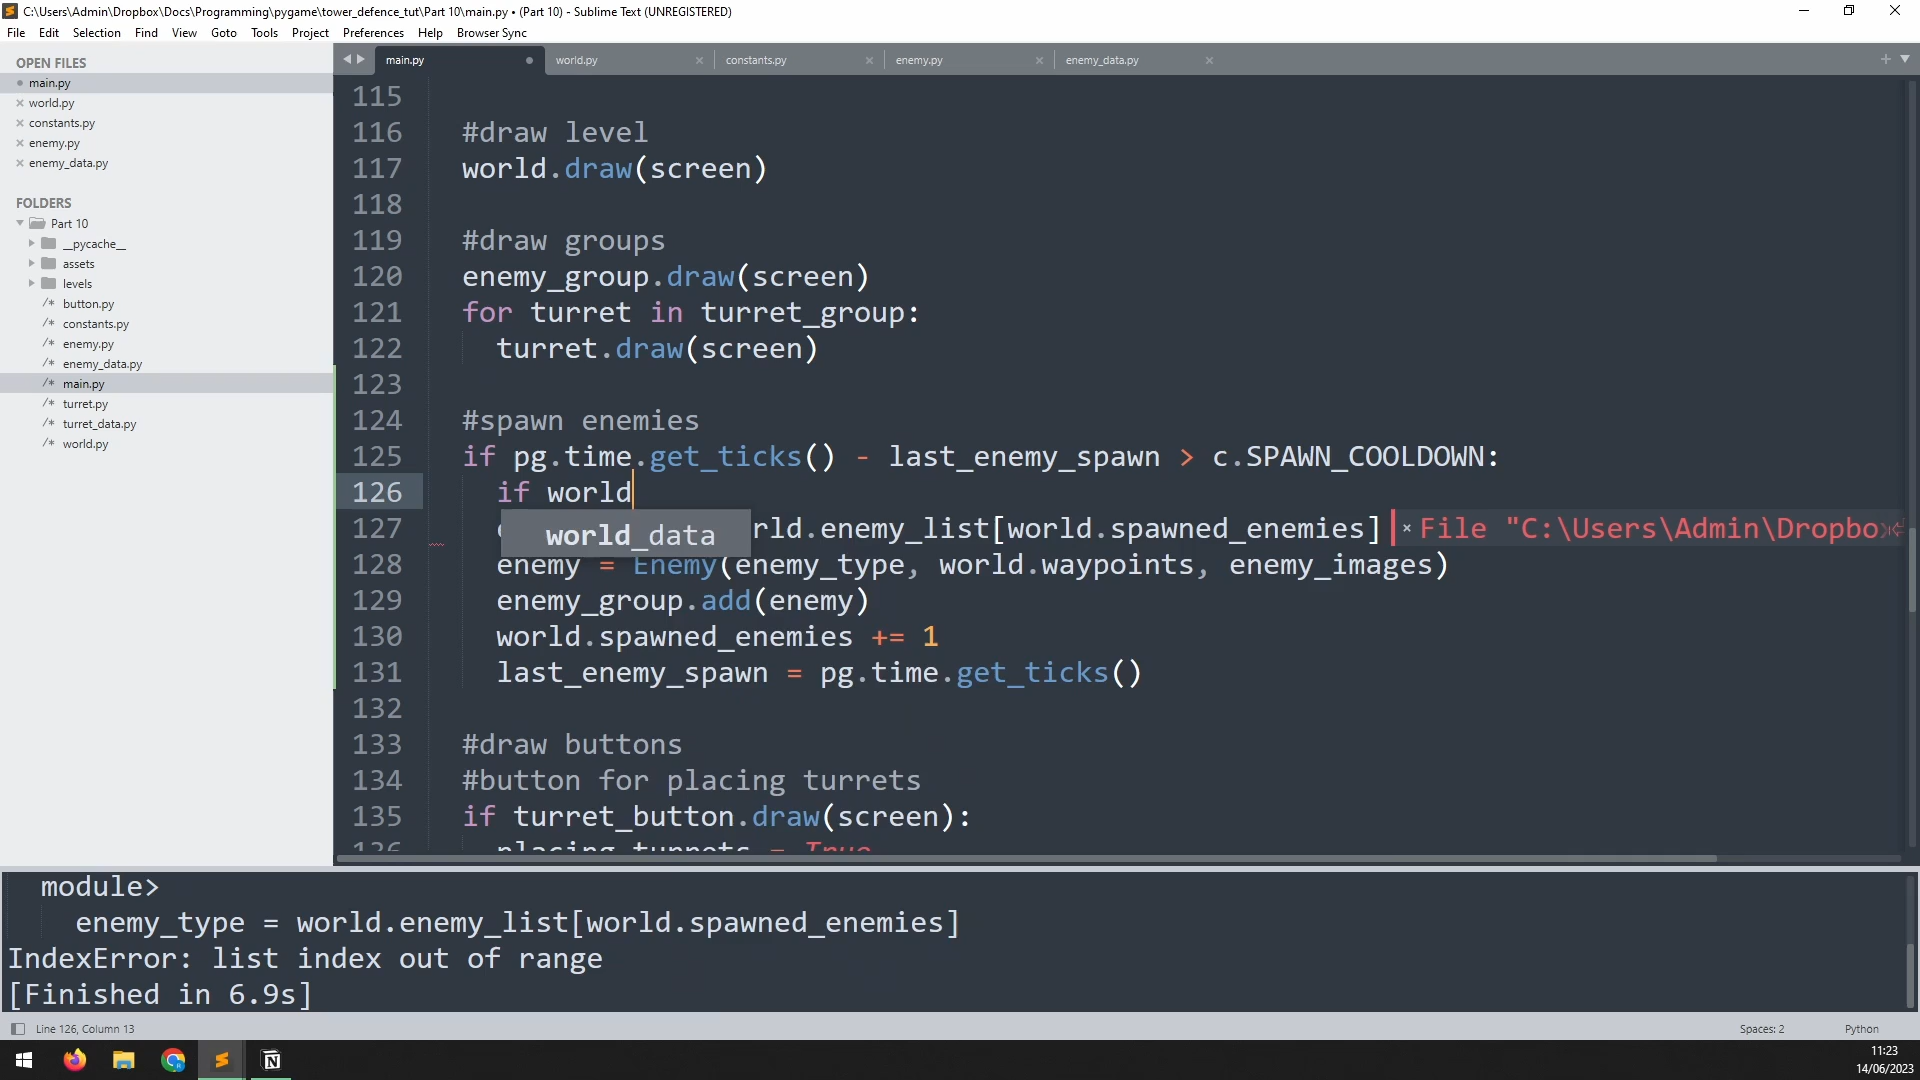 C:\Users\Admin\Dropbox\Docs\Programming\pygame\tower_defence_tut\Part 10\main.py • (Part 10) - Sublime Text (UNREGISTERED)
File Edit Selection Find View Goto Tools Project Preferences Help Browser Sync
OPEN FILES
main.py
world.py
constants.py
enemy.py
enemy_data.py
FOLDERS
Part 10
__pycache__
assets
levels
button.py
constants.py
enemy.py
enemy_data.py
main.py
turret.py
turret_data.py
world.py
main.py world.py constants.py enemy.py enemy_data.py
115
116 #draw level
117 world.draw(screen)
118
119 #draw groups
120 enemy_group.draw(screen)
121 for turret in turret_group:
122 turret.draw(screen)
123
124 #spawn enemies
125 if pg.time.get_ticks() - last_enemy_spawn > c.SPAWN_COOLDOWN:
126 if world
world_data
127 rld.enemy_list[world.spawned_enemies] × File "C:\Users\Admin\Dropbo
128 enemy = Enemy(enemy_type, world.waypoints, enemy_images)
129 enemy_group.add(enemy)
130 world.spawned_enemies += 1
131 last_enemy_spawn = pg.time.get_ticks()
132
133 #draw buttons
134 #button for placing turrets
135 if turret_button.draw(screen):
136 placing_turrets = True
module>
enemy_type = world.enemy_list[world.spawned_enemies]
IndexError: list index out of range
[Finished in 6.9s]
Line 126, Column 13 Spaces: 2 Python
11:23
14/06/2023